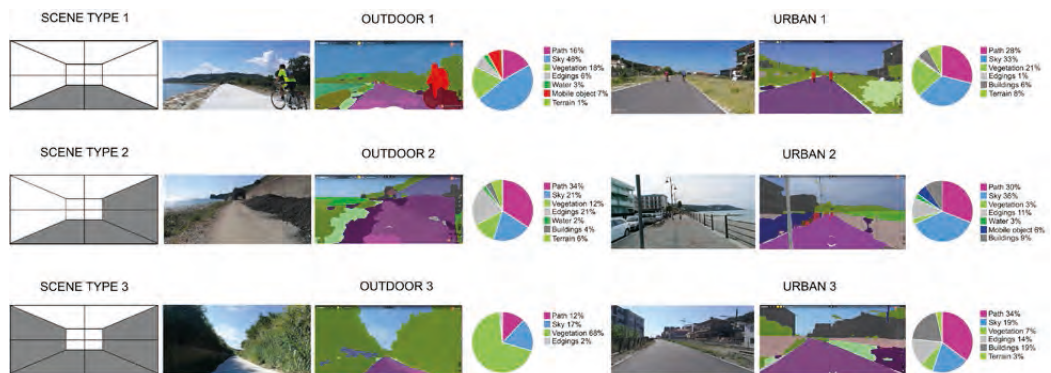 SCENE TYPE 1
OUTDOOR 1
URBAN 1
Path 16%
Sky 48%
Vegetation 18%
Edgings 6%
Water 3%
Mobile object 7%
Terrain 1%
Path 28%
Sky 33%
Vegetation 21%
Edgings 1%
Buildings 6%
Terrain 8%
SCENE TYPE 2
OUTDOOR 2
URBAN 2
Path 34%
Sky 21%
Vegetation 12%
Edgings 21%
Water 2%
Buildings 4%
Terrain 6%
Path 30%
Sky 36%
Vegetation 3%
Edgings 11%
Water 3%
Mobile object 8%
Buildings 9%
SCENE TYPE 3
OUTDOOR 3
URBAN 3
Path 12%
Sky 17%
Vegetation 68%
Edgings 2%
Path 34%
Sky 19%
Vegetation 7%
Edgings 14%
Buildings 19%
Terrain 3%